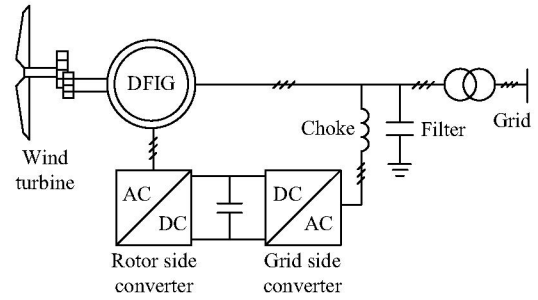 DFIG
Choke
Filter
Grid
Wind
turbine
AC
DC
DC
AC
Rotor side
converter
Grid side
converter